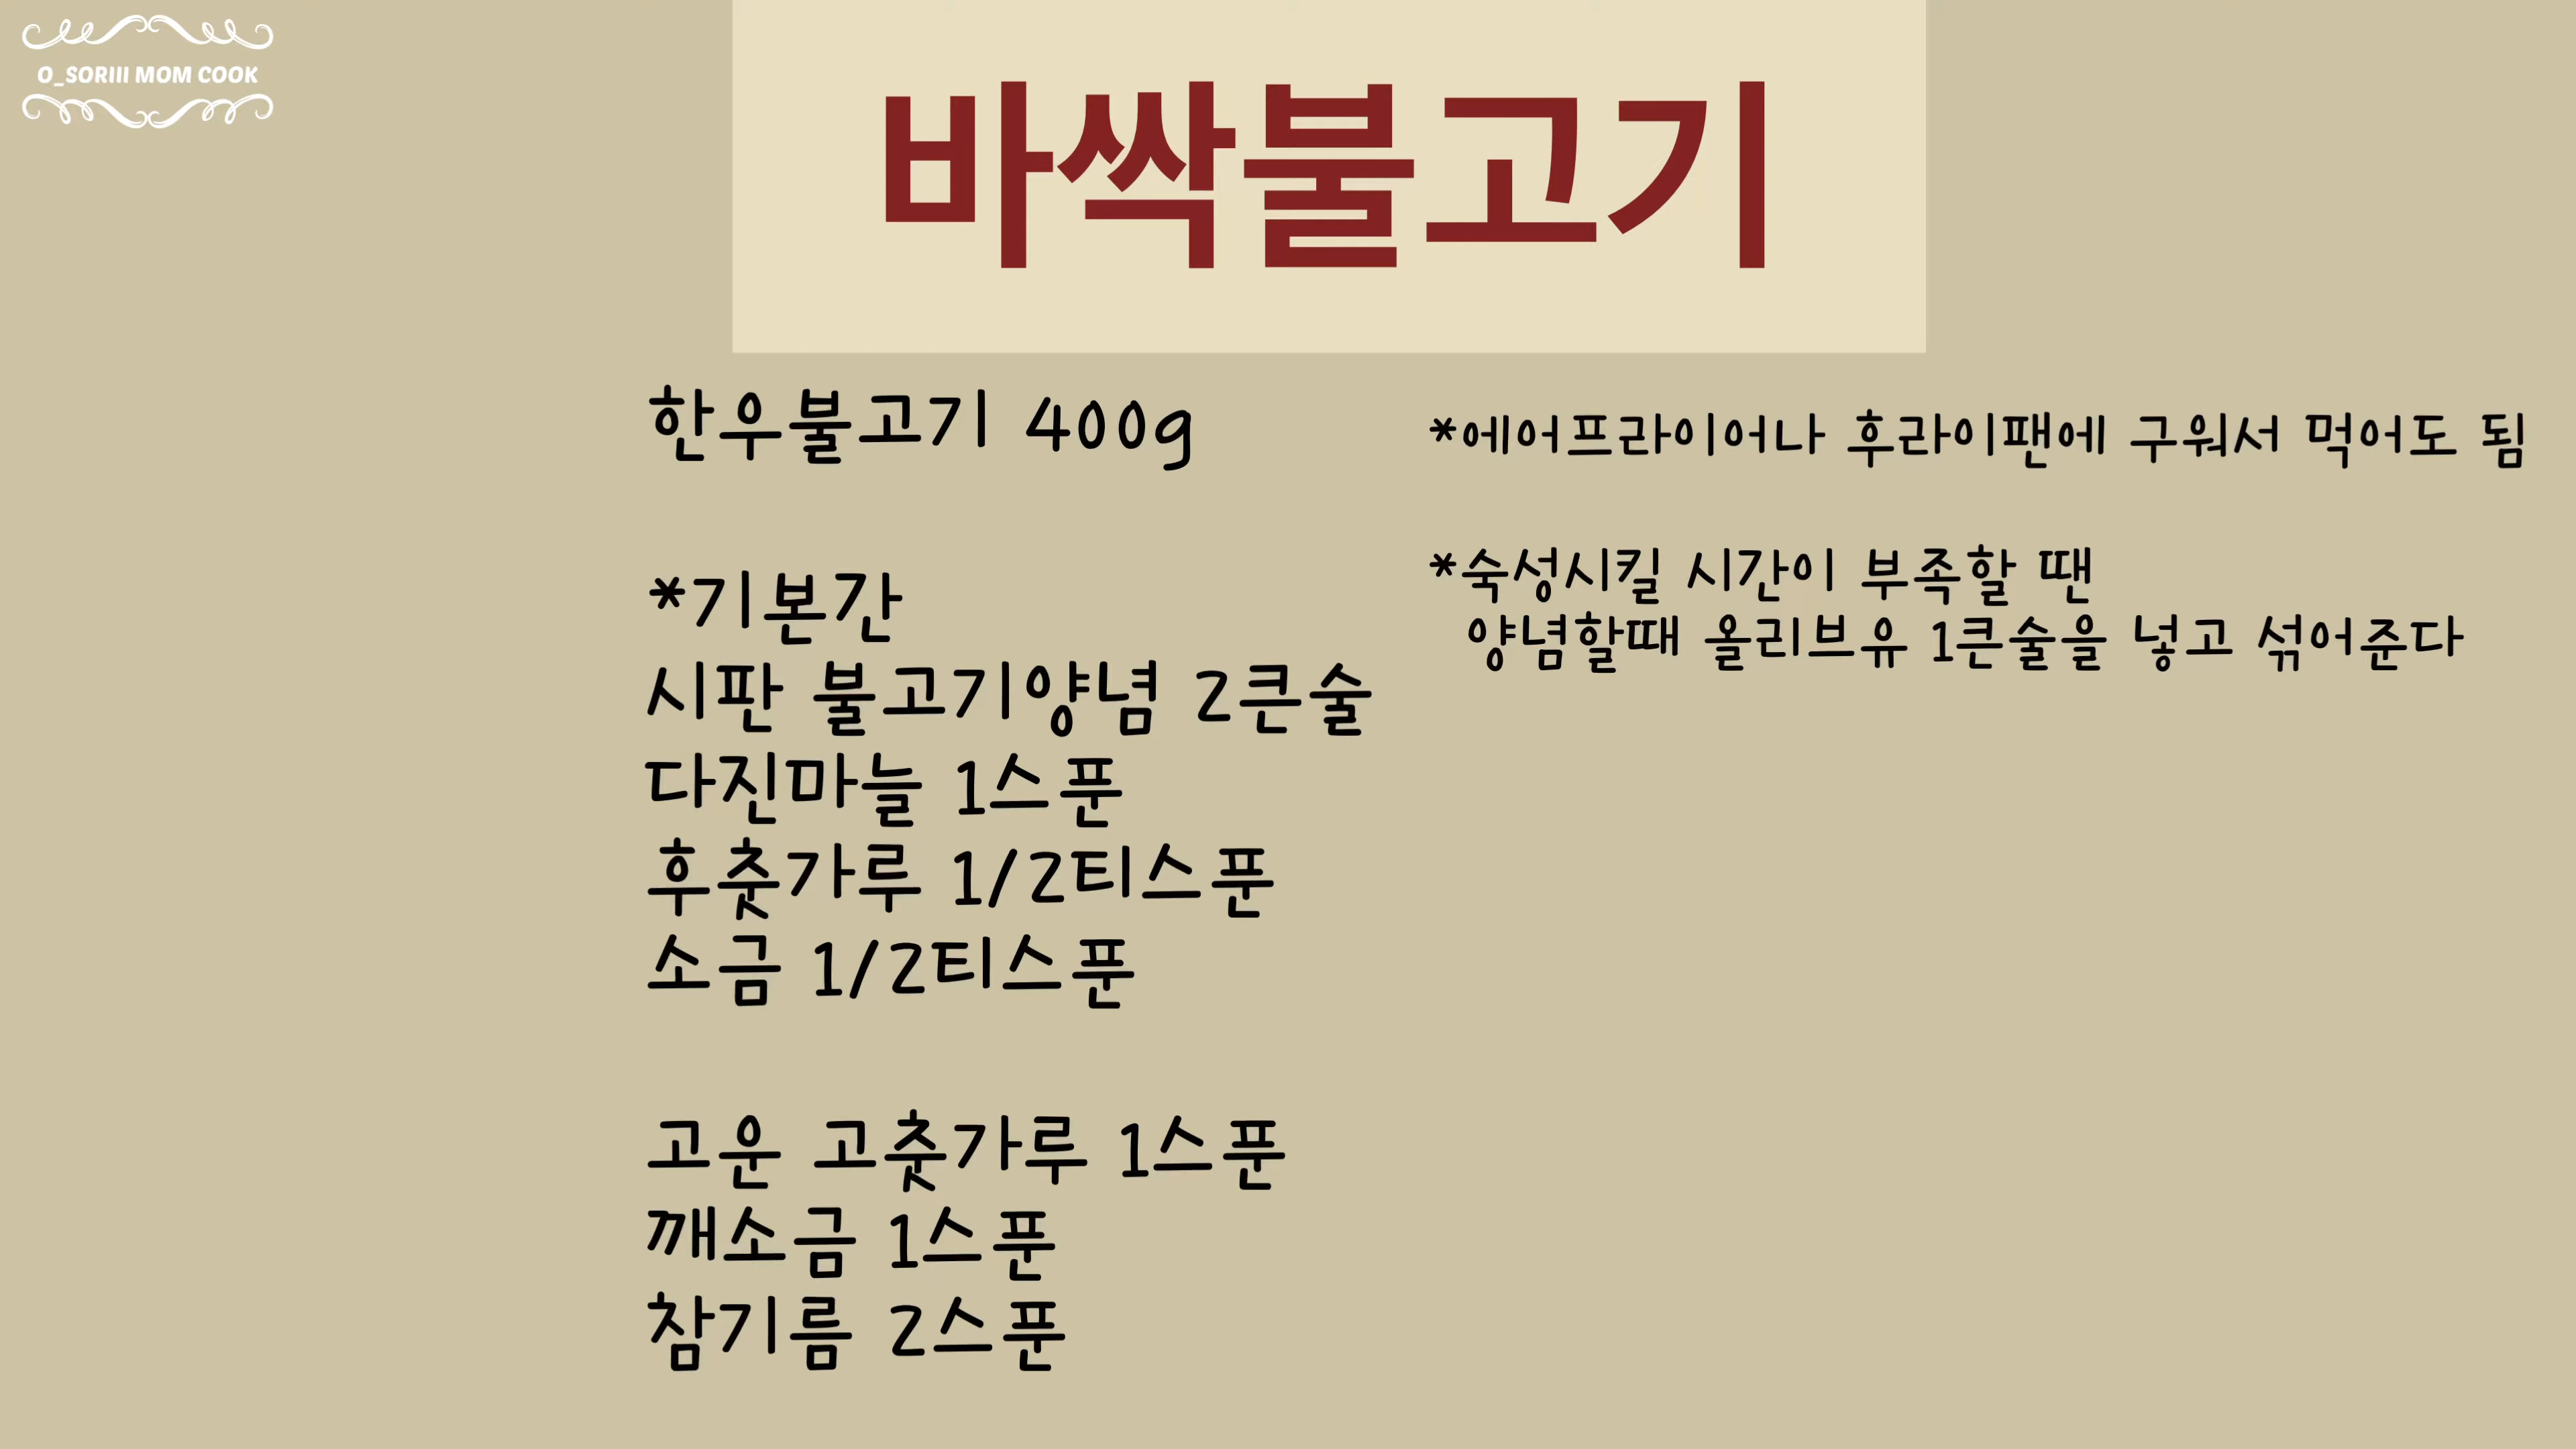 O_SORIII MOM COOK
바싹불고기
한우불고기 400g
*기본간
시판 불고기양념 2큰술
다진마늘 1스푼
후춧가루 1/2티스푼
소금 1/2티스푼
고운 고춧가루 1스푼
깨소금 1스푼
참기름 2스푼
*에어프라이어나 후라이팬에 구워서 먹어도 됨
*숙성시킬 시간이 부족할 땐
양념할때 올리브유 1큰술을 넣고 섞어준다